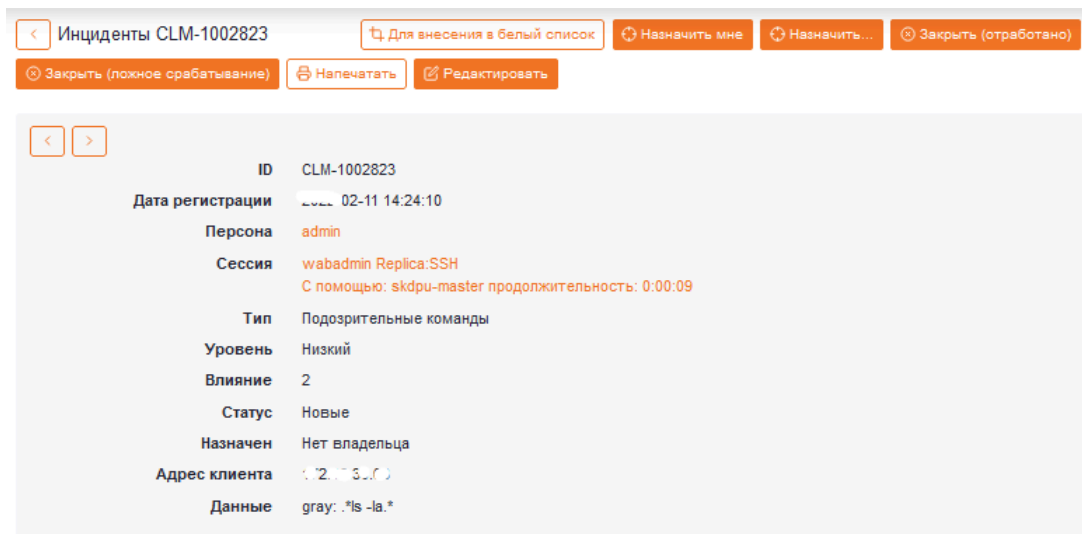 Инциденты CLM-1002823
Для внесения в белый список
Назначить мне
Назначить...
Закрыть (отработано)
Закрыть (ложное срабатывание)
Напечатать
Редактировать
ID CLM-1002823
Дата регистрации 02-11 14:24:10
Персона admin
Сессия wabadmin Replica:SSH
С помощью: skdpu-master продолжительность: 0:00:09
Тип Подозрительные команды
Уровень Низкий
Влияние 2
Статус Новые
Назначен Нет владельца
Адрес клиента
Данные gray: .*ls -la.*